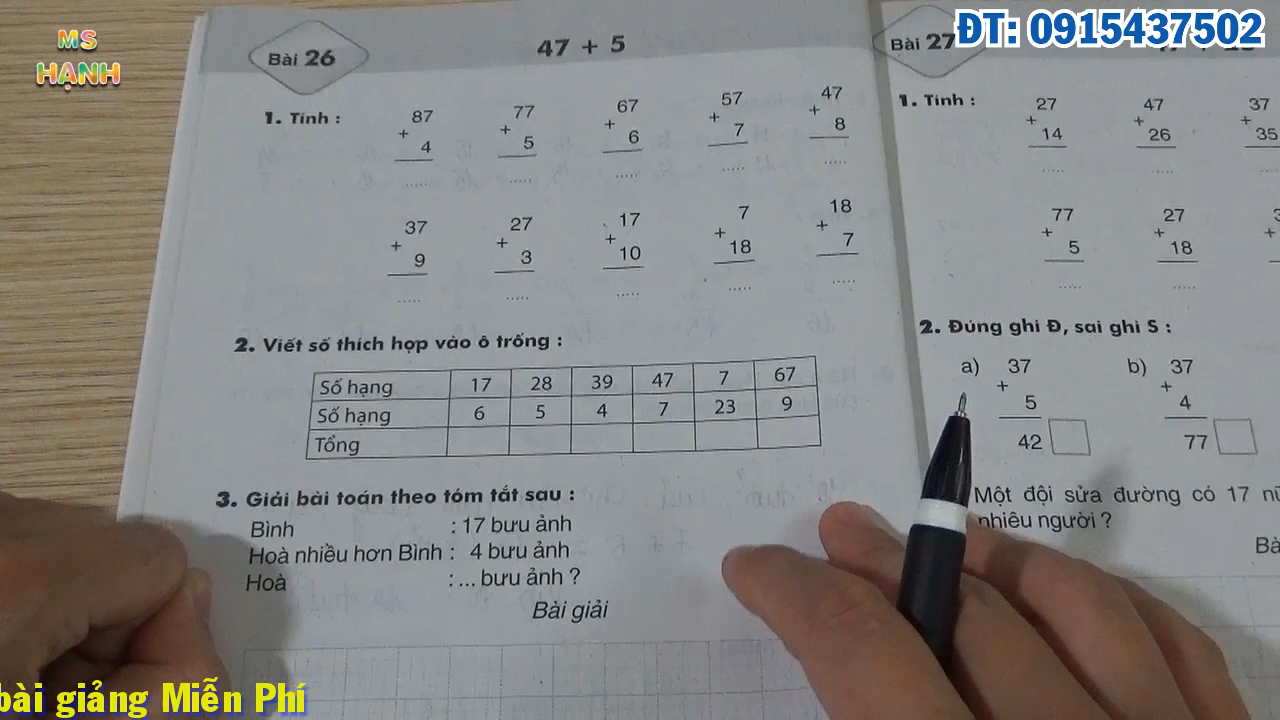 MS
HẠNH
ĐT: 0915437502
Bài 26
47 + 5
1. Tính :
87 77 67 57 47
+ + + + +
4 5 6 7 8
..... ..... ..... ..... .....
37 27 17 7 18
+ + + + +
9 3 10 18 7
..... ..... ..... ..... .....
2. Viết số thích hợp vào ô trống :
Số hạng 17 28 39 47 7 67
Số hạng 6 5 4 7 23 9
Tổng
3. Giải bài toán theo tóm tắt sau :
Bình : 17 bưu ảnh
Hoà nhiều hơn Bình : 4 bưu ảnh
Hoà : ... bưu ảnh ?
Bài giải
Bài 27
1. Tính :
27 47 37
+ + +
14 26 35
..... .....
77 27
+ + +
5 18
..... .....
2. Đúng ghi Đ, sai ghi S :
a) 37 b) 37
+ +
5 4
42 77
Một đội sửa đường có 17
nhiêu người ?
bài giảng Miễn Phí